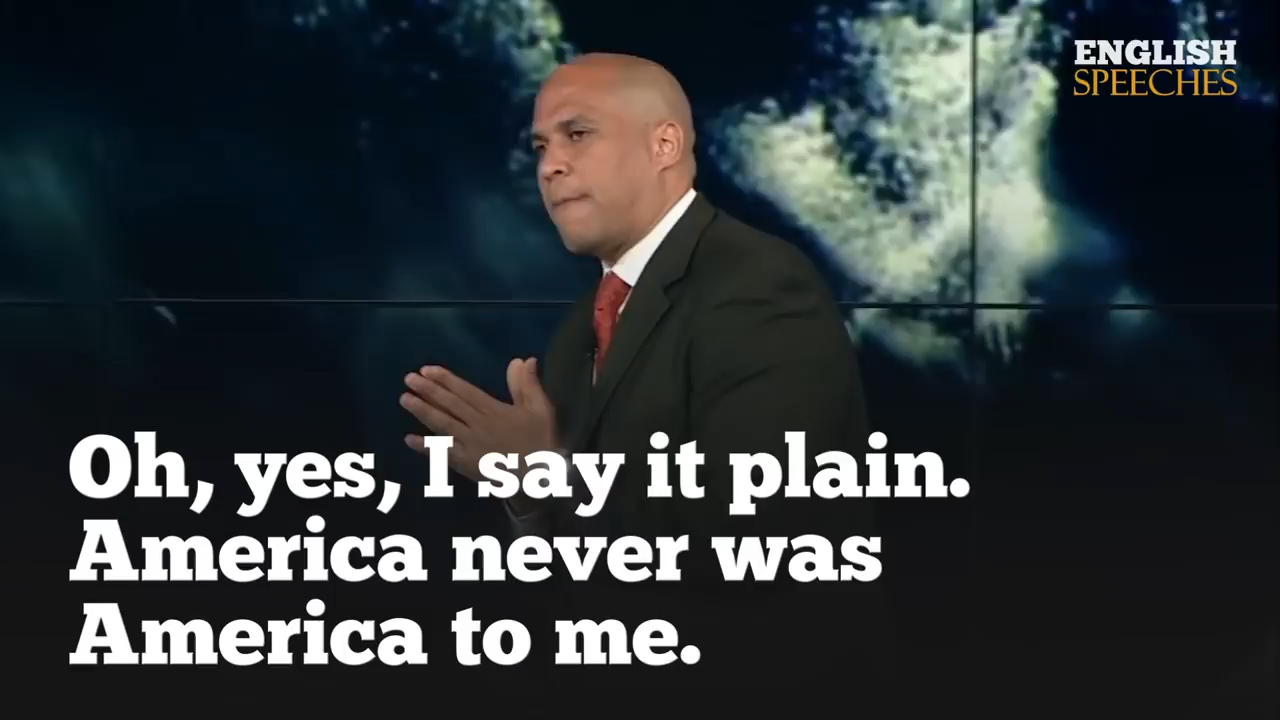 ENGLISH
SPEECHES
Oh, yes, I say it plain.
America never was
America to me.